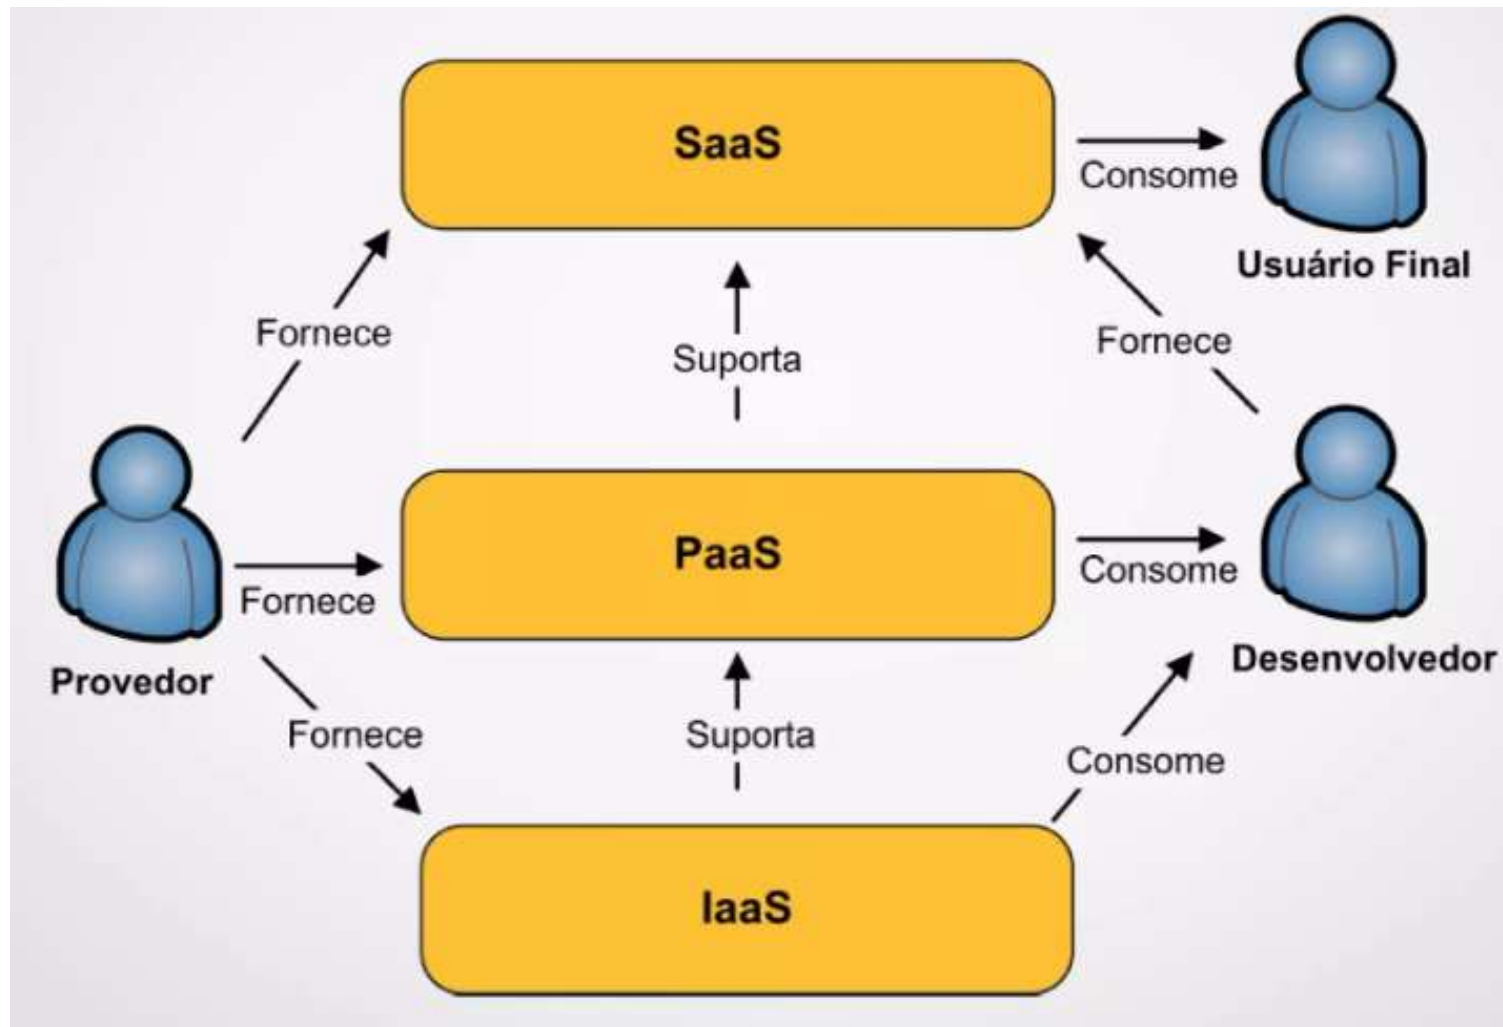 SaaS
Consome
Usuário Final
Fornece
Suporta
Fornece
PaaS
Fornece
Consome
Provedor
Desenvolvedor
Fornece
Suporta
Consome
IaaS